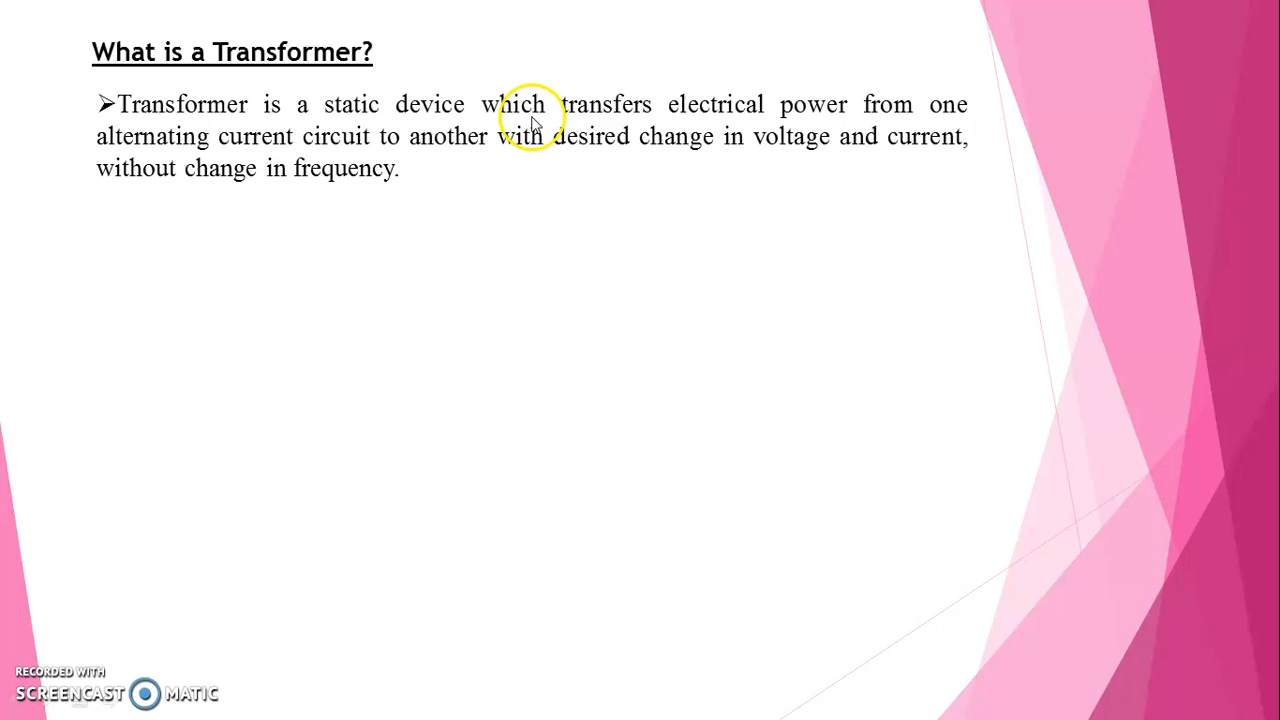 What is a Transformer?
➢Transformer is a static device which transfers electrical power from one
alternating current circuit to another with desired change in voltage and current,
without change in frequency.
RECORDED WITH
SCREENCAST MATIC